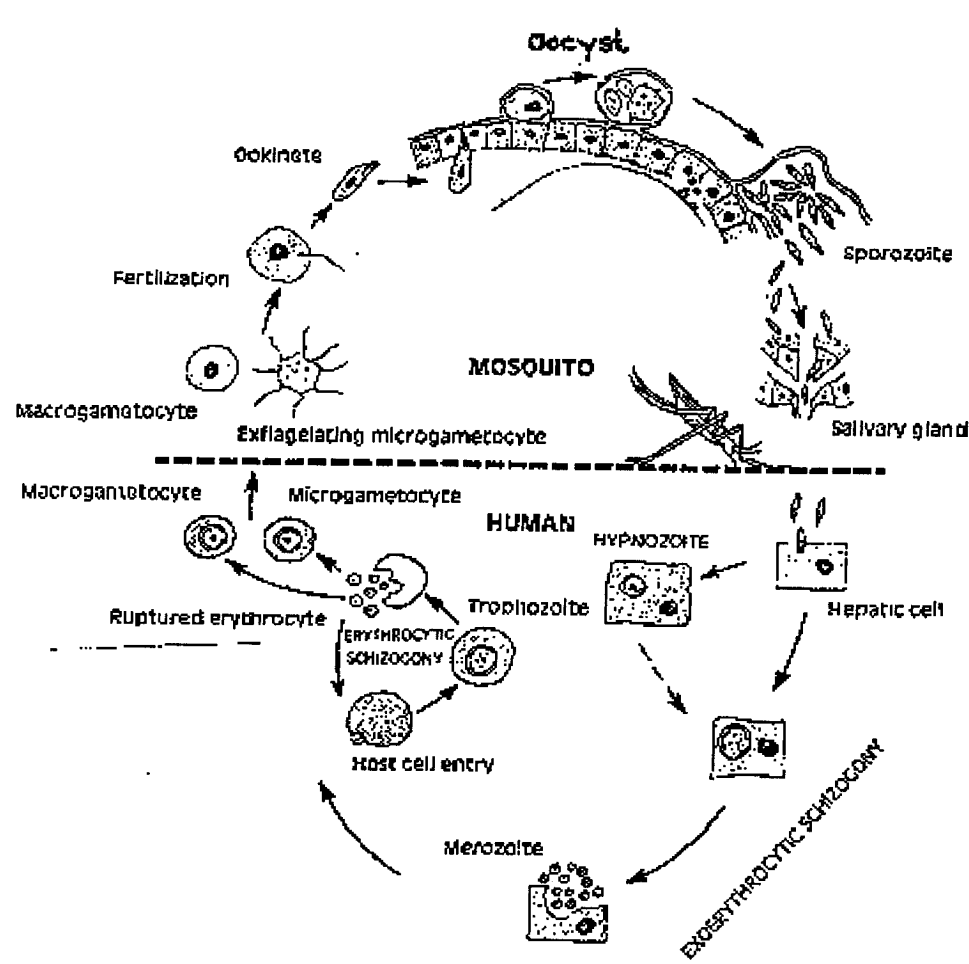 Oocyst.
Ookinete
Sporozoite
Fertilization
MOSQUITO
Macrogametocyte
Salivary gland
Exflagelating microgametocyte
Macrogametocyte
Microgametocyte
HUMAN
HYPNOZOITE
Trophozoite
Hepatic cell
Ruptured erythrocyte
ERYSHROCYTIC
SCHIZOGONY
Host cell entry
EXOERYTHROCYTIC SCHIZOGONY
Merozoite